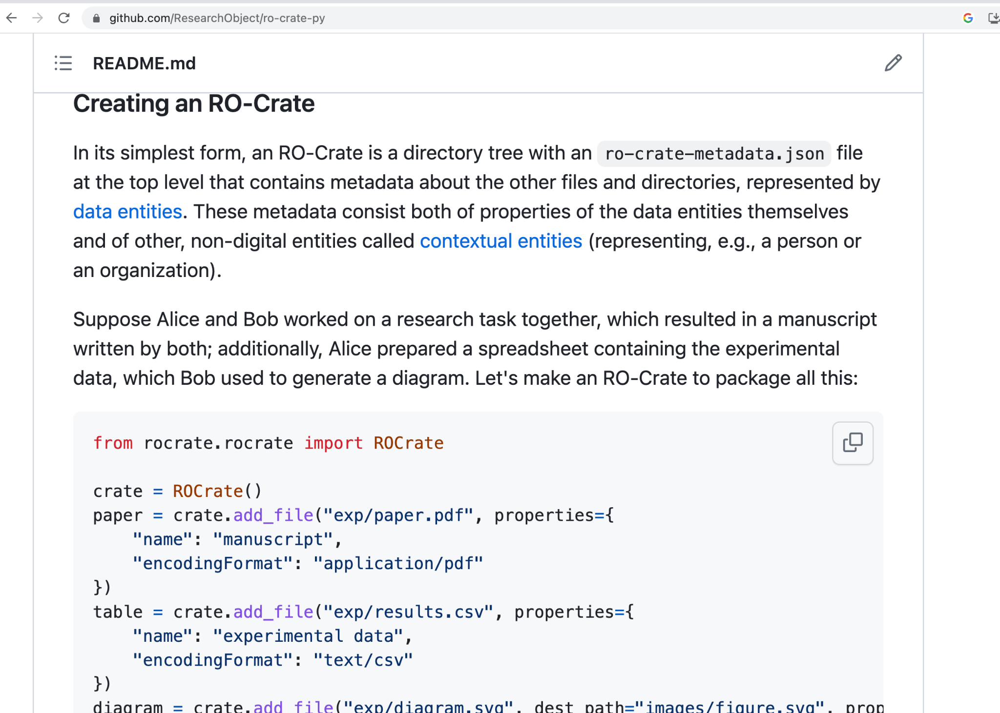 github.com/ResearchObject/ro-crate-py
README.md
Creating an RO-Crate
In its simplest form, an RO-Crate is a directory tree with an ro-crate-metadata.json file
at the top level that contains metadata about the other files and directories, represented by
data entities. These metadata consist both of properties of the data entities themselves
and of other, non-digital entities called contextual entities (representing, e.g., a person or
an organization).
Suppose Alice and Bob worked on a research task together, which resulted in a manuscript
written by both; additionally, Alice prepared a spreadsheet containing the experimental
data, which Bob used to generate a diagram. Let's make an RO-Crate to package all this:
from rocrate.rocrate import ROCrate
crate = ROCrate()
paper = crate.add_file("exp/paper.pdf", properties={
    "name": "manuscript",
    "encodingFormat": "application/pdf"
})
table = crate.add_file("exp/results.csv", properties={
    "name": "experimental data",
    "encodingFormat": "text/csv"
})
diagram = crate.add_file("exp/diagram.svg", dest_path="images/figure.svg", prop